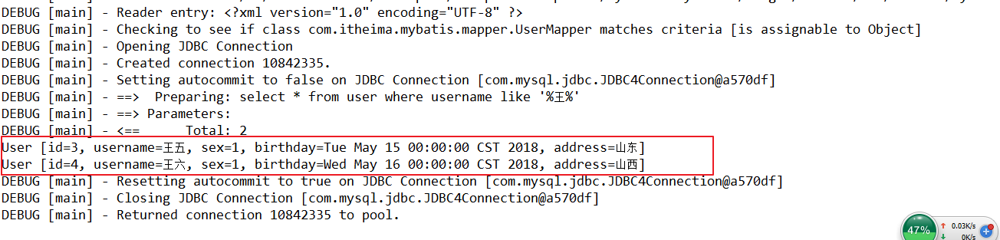 DEBUG [main] - Reader entry: <?xml version="1.0" encoding="UTF-8" ?>
DEBUG [main] - Checking to see if class com.itheima.mybatis.mapper.UserMapper matches criteria [is assignable to Object]
DEBUG [main] - Opening JDBC Connection
DEBUG [main] - Created connection 10842335.
DEBUG [main] - Setting autocommit to false on JDBC Connection [com.mysql.jdbc.JDBC4Connection@a570df]
DEBUG [main] - ==>  Preparing: select * from user where username like '%王%'
DEBUG [main] - ==> Parameters:
DEBUG [main] - <==      Total: 2
User [id=3, username=王五, sex=1, birthday=Tue May 15 00:00:00 CST 2018, address=山东]
User [id=4, username=王六, sex=1, birthday=Wed May 16 00:00:00 CST 2018, address=山西]
DEBUG [main] - Resetting autocommit to true on JDBC Connection [com.mysql.jdbc.JDBC4Connection@a570df]
DEBUG [main] - Closing JDBC Connection [com.mysql.jdbc.JDBC4Connection@a570df]
DEBUG [main] - Returned connection 10842335 to pool.
47%
0.03K/s
0K/s